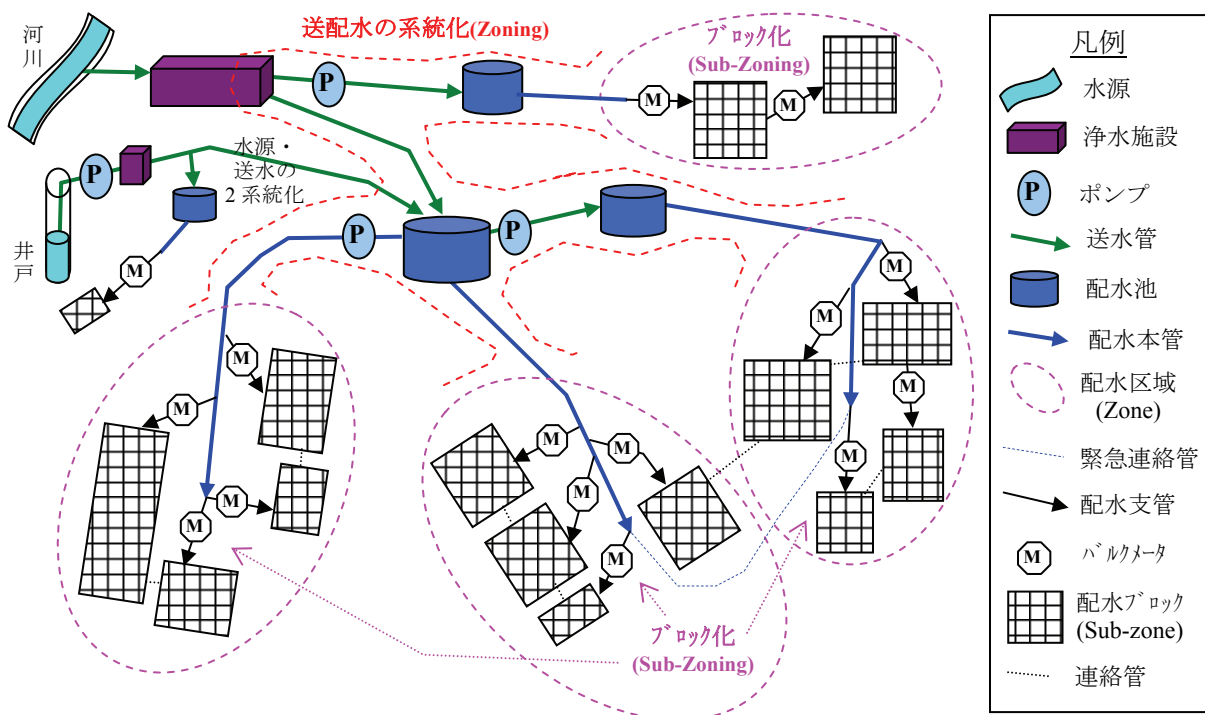 送配水の系統化(Zoning)
河川
ブロック化
(Sub-Zoning)
P
M
M
水源・
送水の
2系統化
P
井戸
M
P
P
M
M
M
M
M
M
M
M
M
M
M
M
M
ブロック化
(Sub-Zoning)
凡例
水源
浄水施設
P
ポンプ
送水管
配水池
配水本管
配水区域
(Zone)
緊急連絡管
配水支管
M
バルクメータ
配水ブロック
(Sub-zone)
連絡管